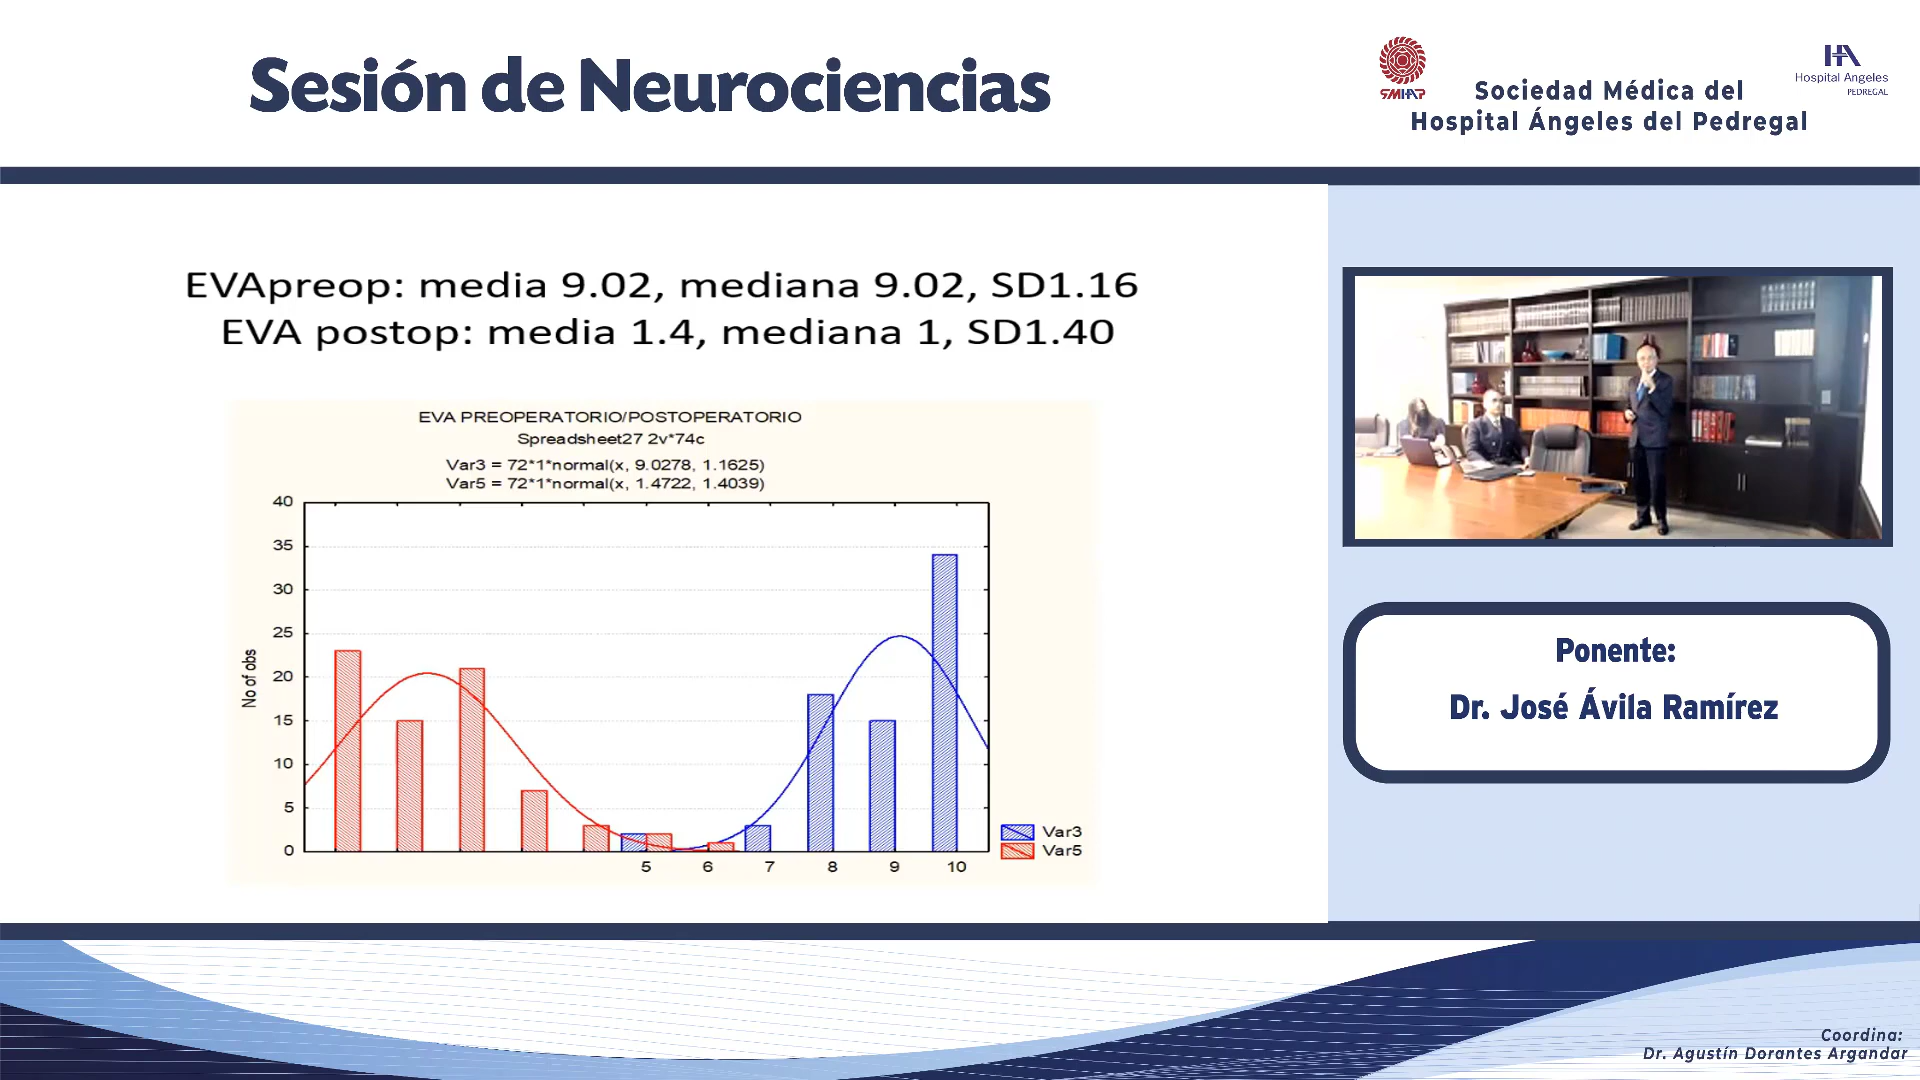 Sesión de Neurociencias
SMHAP
Sociedad Médica del
Hospital Ángeles del Pedregal
HA
Hospital Angeles
PEDREGAL
EVApreop: media 9.02, mediana 9.02, SD1.16
EVA postop: media 1.4, mediana 1, SD1.40
EVA PREOPERATORIO/POSTOPERATORIO
Spreadsheet27 2v*74c
Var3 = 72*1*normal(x, 9.0278, 1.1625)
Var5 = 72*1*normal(x, 1.4722, 1.4039)
40
35
30
25
20
15
10
5
0
No of obs
5 6 7 8 9 10
Var3
Var5
Ponente:
Dr. José Ávila Ramírez
Coordina:
Dr. Agustín Dorantes Argandar